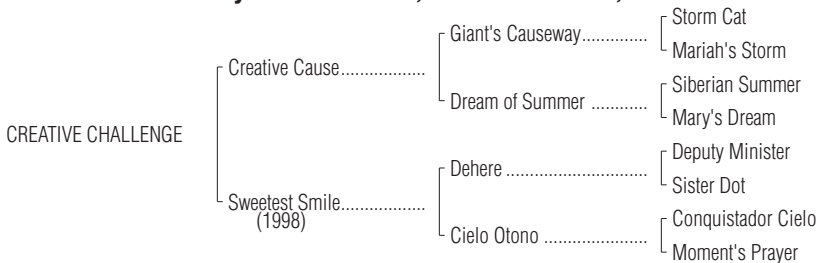 Storm Cat
Giant's Causeway..............
Mariah's Storm
Creative Cause..................
Siberian Summer
Dream of Summer ............
Mary's Dream
CREATIVE CHALLENGE
Deputy Minister
Dehere ..............................
Sister Dot
Sweetest Smile..................
(1998)
Conquistador Cielo
Cielo Otono ......................
Moment's Prayer